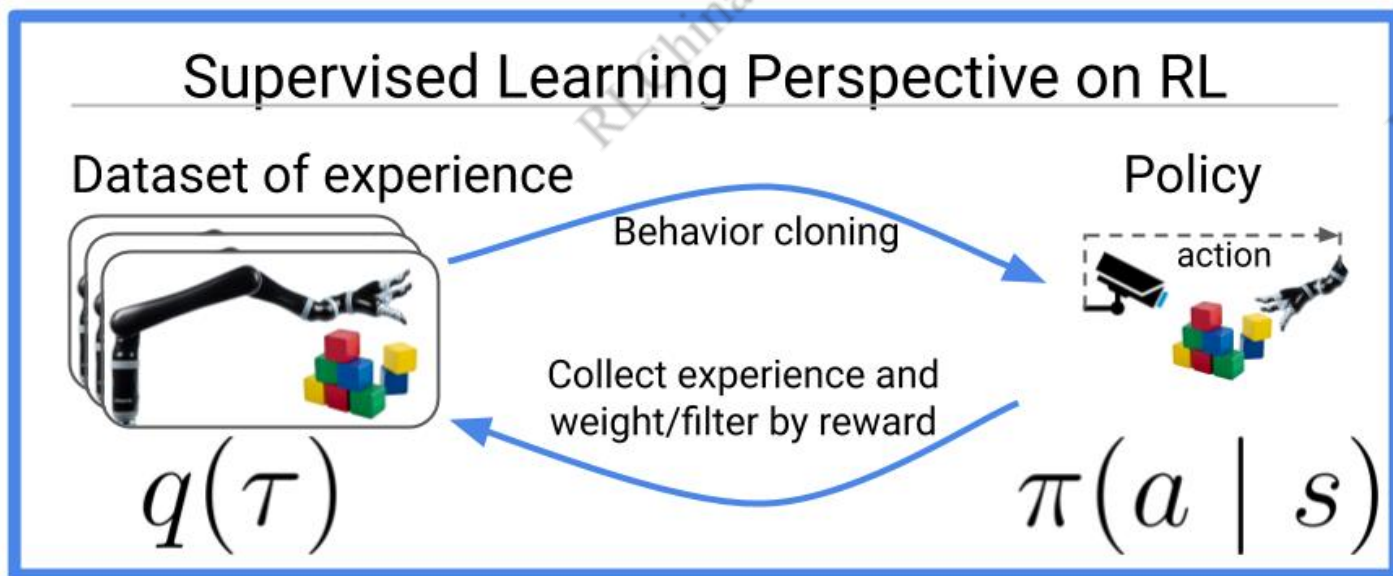 RLChina
Supervised Learning Perspective on RL
Dataset of experience
Policy
Behavior cloning
action
Collect experience and
weight/filter by reward
q(τ)
π(a | s)